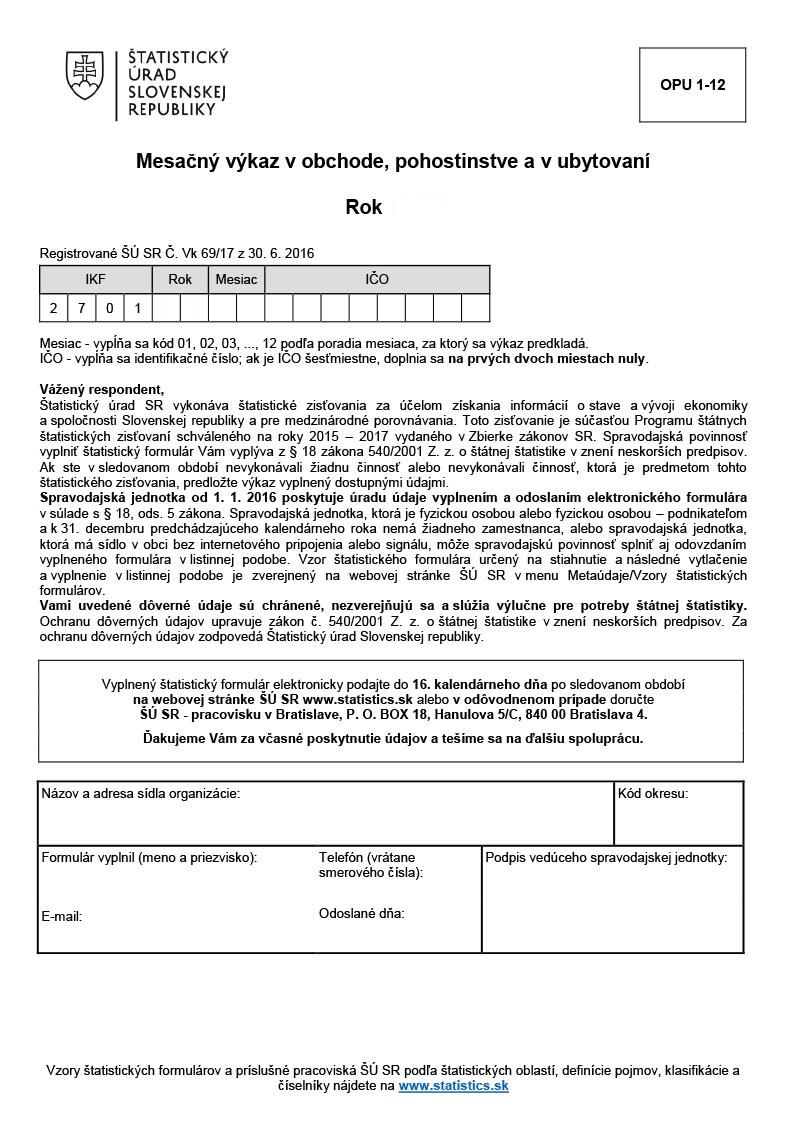 ŠTATISTICKÝ
ÚRAD
SLOVENSKEJ
REPUBLIKY
OPU 1-12
Mesačný výkaz v obchode, pohostinstve a v ubytovaní
Rok
Registrované ŠÚ SR Č. Vk 69/17 z 30. 6. 2016
IKF Rok Mesiac IČO
2 7 0 1
Mesiac - vypĺňa sa kód 01, 02, 03, ..., 12 podľa poradia mesiaca, za ktorý sa výkaz predkladá.
IČO - vypĺňa sa identifikačné číslo; ak je IČO šesťmiestne, doplnia sa na prvých dvoch miestach nuly.
Vážený respondent,
Štatistický úrad SR vykonáva štatistické zisťovania za účelom získania informácií o stave a vývoji ekonomiky
a spoločnosti Slovenskej republiky a pre medzinárodné porovnávania. Toto zisťovanie je súčasťou Programu štátnych
štatistických zisťovaní schváleného na roky 2015 – 2017 vydaného v Zbierke zákonov SR. Spravodajská povinnosť
vyplniť štatistický formulár Vám vyplýva z § 18 zákona 540/2001 Z. z. o štátnej štatistike v znení neskorších predpisov.
Ak ste v sledovanom období nevykonávali žiadnu činnosť alebo nevykonávali činnosť, ktorá je predmetom tohto
štatistického zisťovania, predložte výkaz vyplnený dostupnými údajmi.
Spravodajská jednotka od 1. 1. 2016 poskytuje úradu údaje vyplnením a odoslaním elektronického formulára
v súlade s § 18, ods. 5 zákona. Spravodajská jednotka, ktorá je fyzickou osobou alebo fyzickou osobou – podnikateľom
a k 31. decembru predchádzajúceho kalendárneho roka nemá žiadneho zamestnanca, alebo spravodajská jednotka,
ktorá má sídlo v obci bez internetového pripojenia alebo signálu, môže spravodajskú povinnosť splniť aj odovzdaním
vyplneného formulára v listinnej podobe. Vzor štatistického formulára určený na stiahnutie a následné vytlačenie
a vyplnenie v listinnej podobe je zverejnený na webovej stránke ŠÚ SR v menu Metaúdaje/Vzory štatistických
formulárov.
Vami uvedené dôverné údaje sú chránené, nezverejňujú sa a slúžia výlučne pre potreby štátnej štatistiky.
Ochranu dôverných údajov upravuje zákon č. 540/2001 Z. z. o štátnej štatistike v znení neskorších predpisov. Za
ochranu dôverných údajov zodpovedá Štatistický úrad Slovenskej republiky.
Vyplnený štatistický formulár elektronicky podajte do 16. kalendárneho dňa po sledovanom období
na webovej stránke ŠÚ SR www.statistics.sk alebo v odôvodnenom prípade doručte
ŠÚ SR - pracovisku v Bratislave, P. O. BOX 18, Hanulova 5/C, 840 00 Bratislava 4.
Ďakujeme Vám za včasné poskytnutie údajov a tešíme sa na ďalšiu spoluprácu.
Názov a adresa sídla organizácie: Kód okresu:
Formulár vyplnil (meno a priezvisko): Telefón (vrátane Podpis vedúceho spravodajskej jednotky:
smerového čísla):
E-mail: Odoslané dňa:
Vzory štatistických formulárov a príslušné pracoviská ŠÚ SR podľa štatistických oblastí, definície pojmov, klasifikácie a
číselníky nájdete na www.statistics.sk